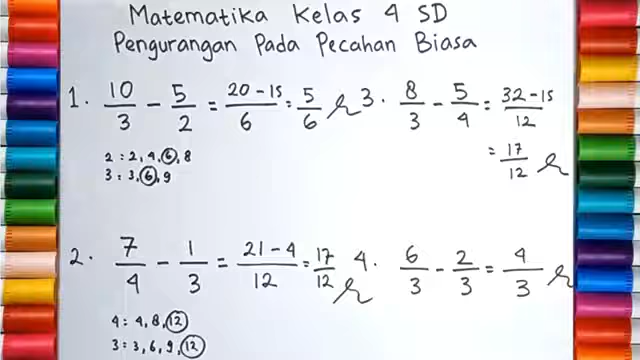 Matematika Kelas 4 SD
Pengurangan Pada Pecahan Biasa
1. 10/3 - 5/2 = 20-15/6 = 5/6
2 = 2, 4, 6, 8
3 = 3, 6, 9
2. 7/4 - 1/3 = 21-4/12 = 17/12
4 = 4, 8, 12
3 = 3, 6, 9, 12
3. 8/3 - 5/4 = 32-15/12
= 17/12
4. 6/3 - 2/3 = 4/3